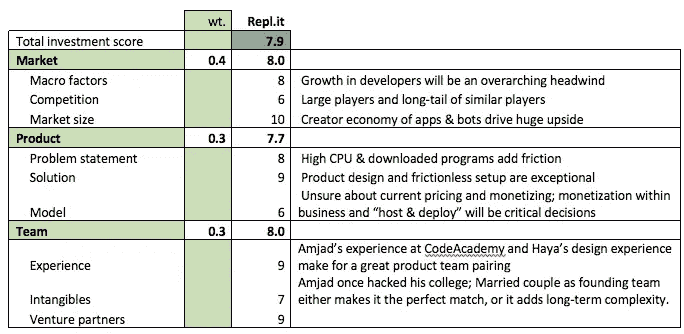 wt. Repl.it
Total investment score 7.9
Market 0.4 8.0
Macro factors 8 Growth in developers will be an overarching headwind
Competition 6 Large players and long-tail of similar players
Market size 10 Creator economy of apps & bots drive huge upside
Product 0.3 7.7
Problem statement 8 High CPU & downloaded programs add friction
Solution 9 Product design and frictionless setup are exceptional
Unsure about current pricing and monetizing; monetization within
Model 6 business and “host & deploy” will be critical decisions
Team 0.3 8.0
Amjad’s experience at CodeAcademy and Haya’s design experience
Experience 9 make for a great product team pairing
Amjad once hacked his college; Married couple as founding team
Intangibles 7 either makes it the perfect match, or it adds long-term complexity.
Venture partners 9